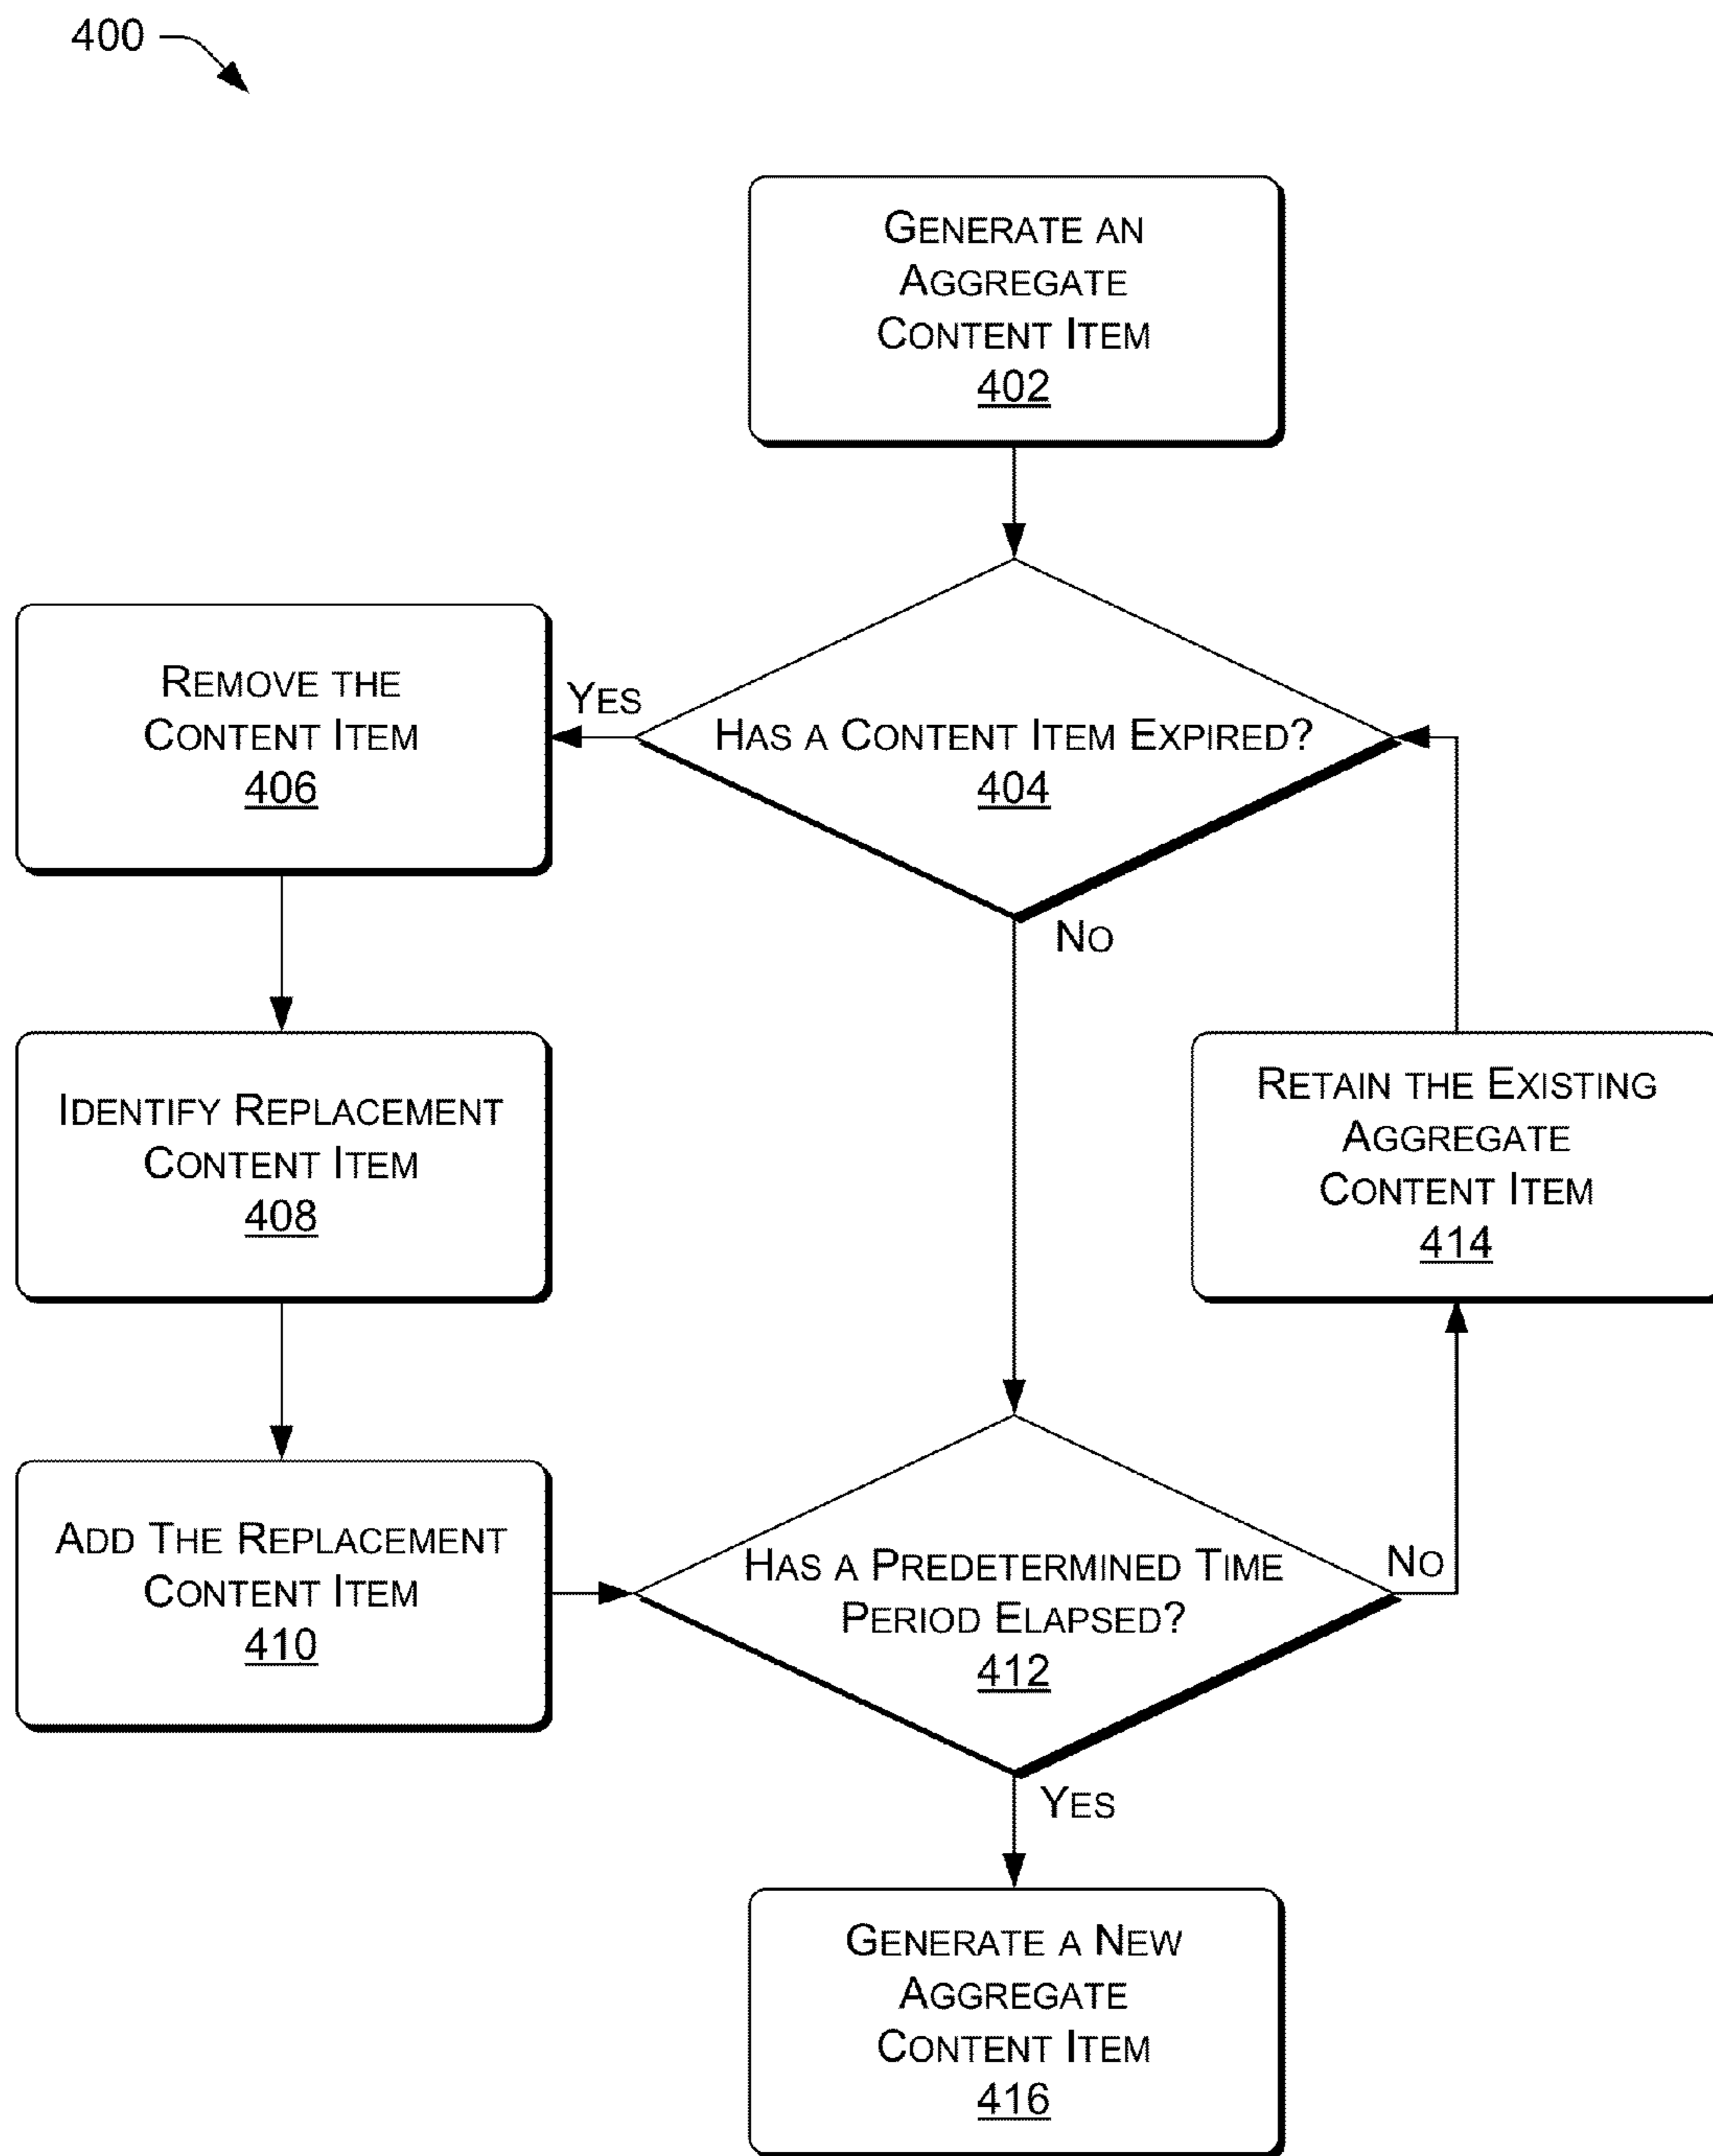 400
GENERATE AN
AGGREGATE
CONTENT ITEM
402
HAS A CONTENT ITEM EXPIRED?
404
YES
NO
REMOVE THE
CONTENT ITEM
406
IDENTIFY REPLACEMENT
CONTENT ITEM
408
ADD THE REPLACEMENT
CONTENT ITEM
410
HAS A PREDETERMINED TIME
PERIOD ELAPSED?
412
NO
YES
RETAIN THE EXISTING
AGGREGATE
CONTENT ITEM
414
GENERATE A NEW
AGGREGATE
CONTENT ITEM
416